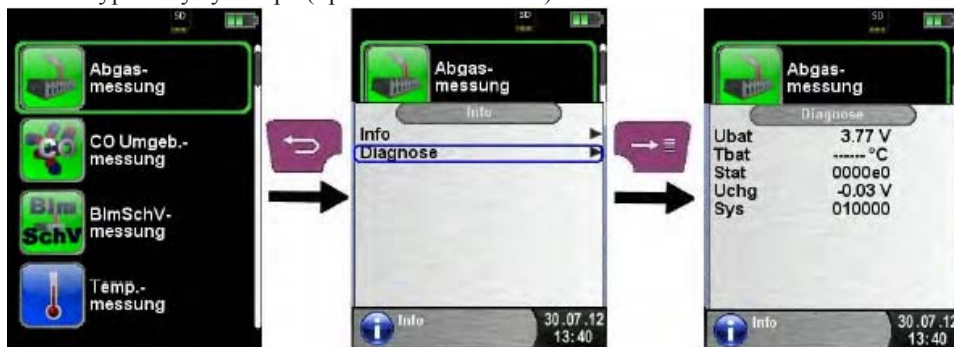 SD
Abgas-
messung
CO Umgeb.-
messung
BImSchV-
messung
Temp.-
messung
SD
Abgas-
messung
Info
Info
Diagnose
Info
30.07.12
13:40
SD
Abgas-
messung
Diagnose
Ubat 3.77 V
Tbat ------ °C
Stat 0000e0
Uchg -0.03 V
Sys 010000
Info
30.07.12
13:40